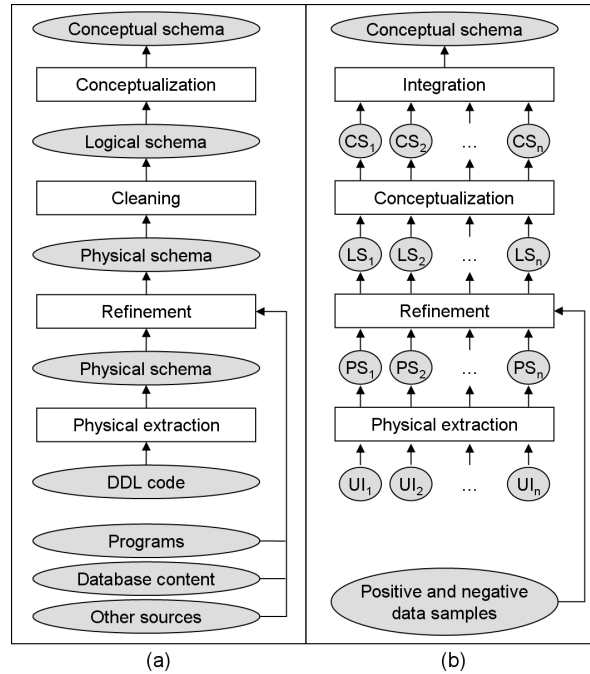 Conceptual schema
Conceptualization
Logical schema
Cleaning
Physical schema
Refinement
Physical schema
Physical extraction
DDL code
Programs
Database content
Other sources
(a)
Conceptual schema
Integration
CS1 CS2 ... CSn
Conceptualization
LS1 LS2 ... LSn
Refinement
PS1 PS2 ... PSn
Physical extraction
UI1 UI2 ... UIn
Positive and negative
data samples
(b)